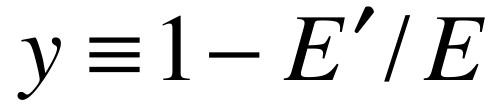 y ≡ 1 − E′/E